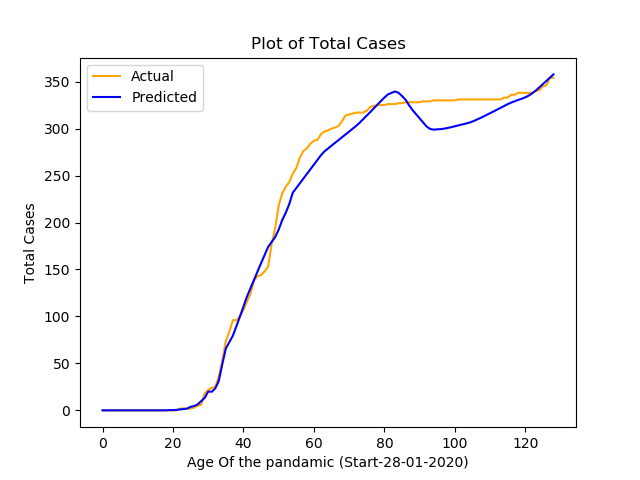 Plot of Total Cases
Actual
Predicted
350
300
250
200
150
100
50
0
Total Cases
0 20 40 60 80 100 120
Age Of the pandamic (Start-28-01-2020)